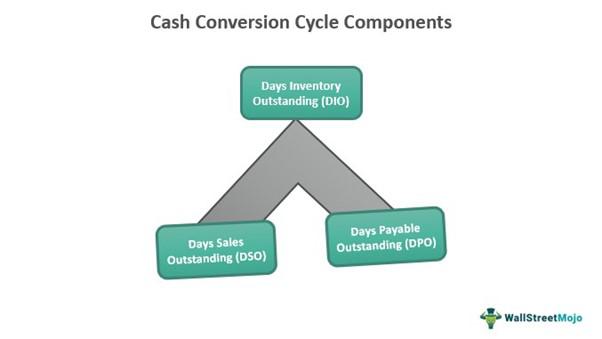 Cash Conversion Cycle Components
Days Inventory
Outstanding (DIO)
Days Sales
Outstanding (DSO)
Days Payable
Outstanding (DPO)
WallStreetMojo